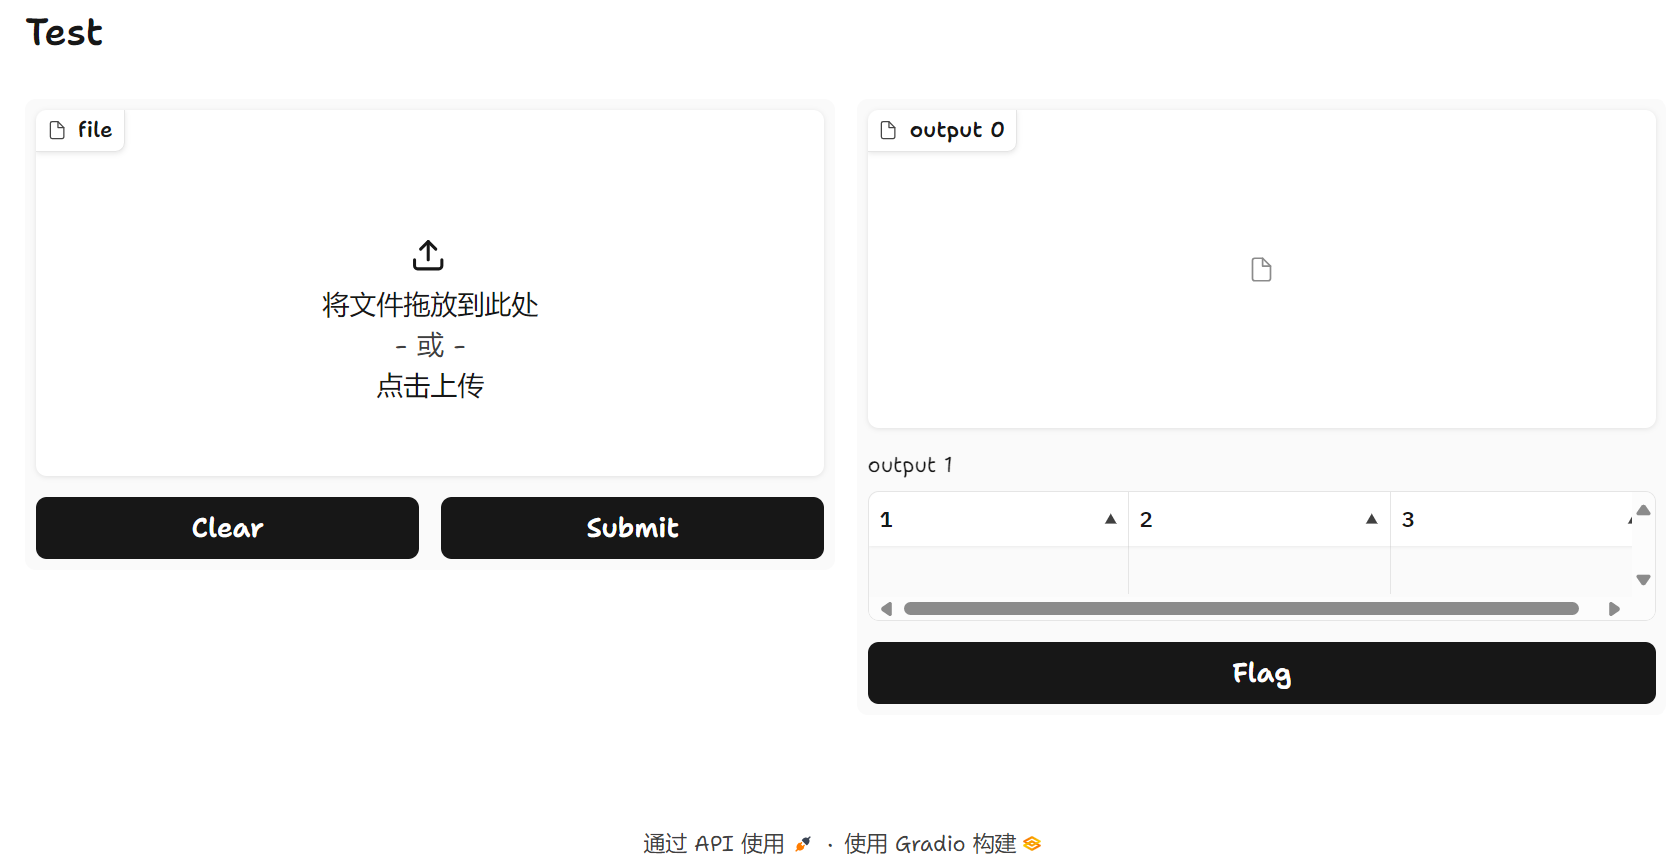 Test
file
将文件拖放到此处
- 或 -
点击上传
Clear
Submit
output 0
output 1
1
2
3
Flag
通过 API 使用 · 使用 Gradio 构建